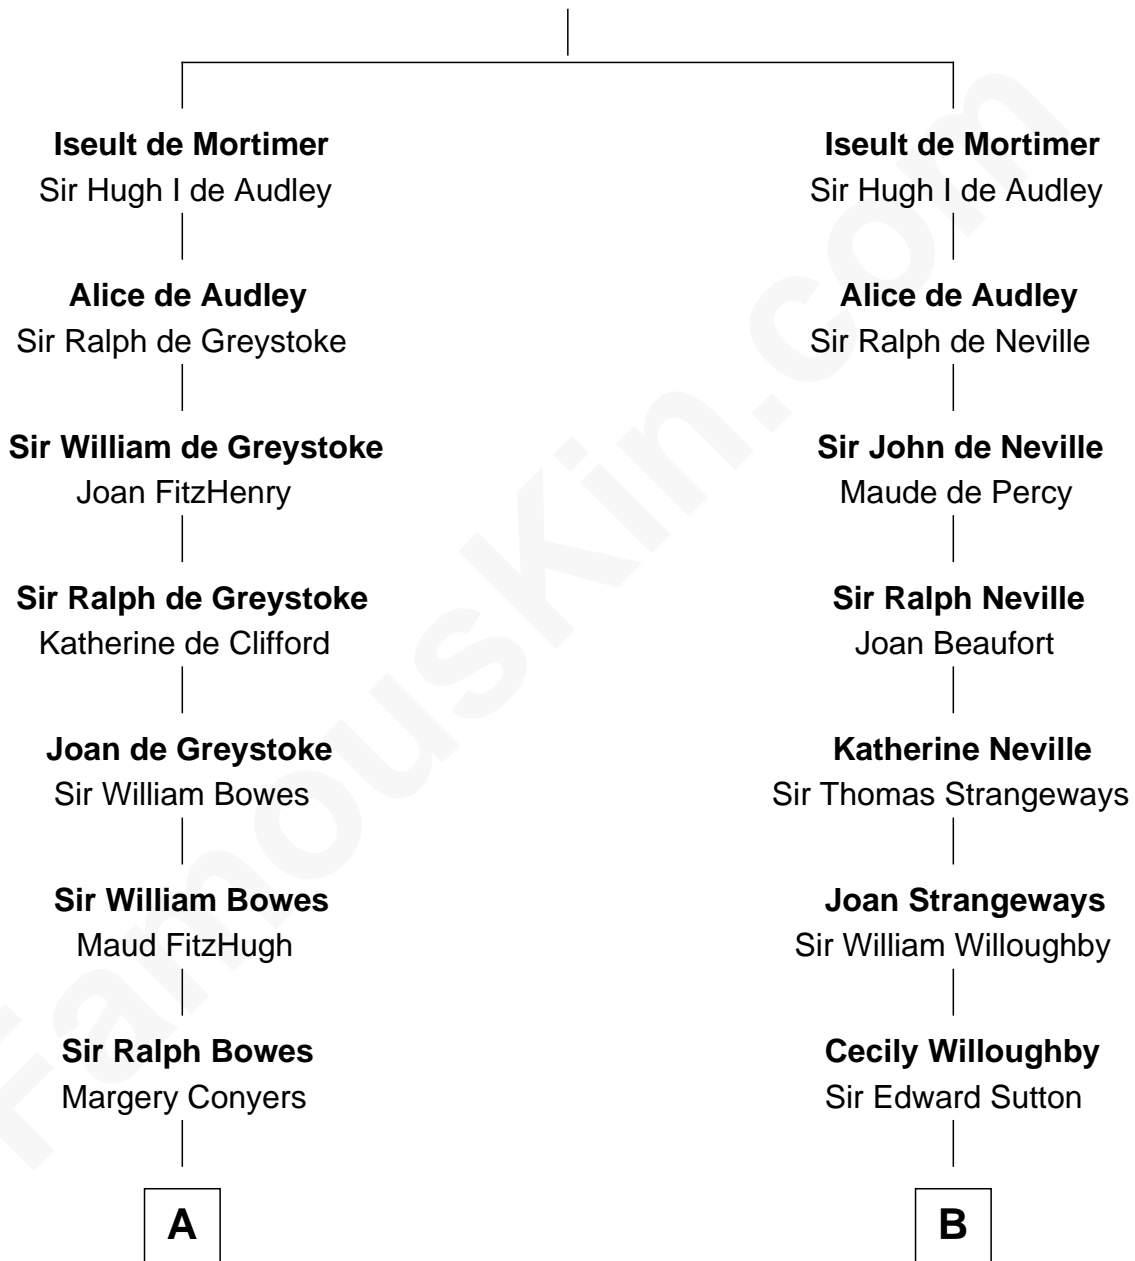 Iseult de Mortimer
Sir Hugh I de Audley
Alice de Audley
Sir Ralph de Greystoke
Sir William de Greystoke
Joan FitzHenry
Sir Ralph de Greystoke
Katherine de Clifford
Joan de Greystoke
Sir William Bowes
Sir William Bowes
Maud FitzHugh
Sir Ralph Bowes
Margery Conyers
A
Iseult de Mortimer
Sir Hugh I de Audley
Alice de Audley
Sir Ralph de Neville
Sir John de Neville
Maude de Percy
Sir Ralph Neville
Joan Beaufort
Katherine Neville
Sir Thomas Strangeways
Joan Strangeways
Sir William Willoughby
Cecily Willoughby
Sir Edward Sutton
B
FamousKin.com